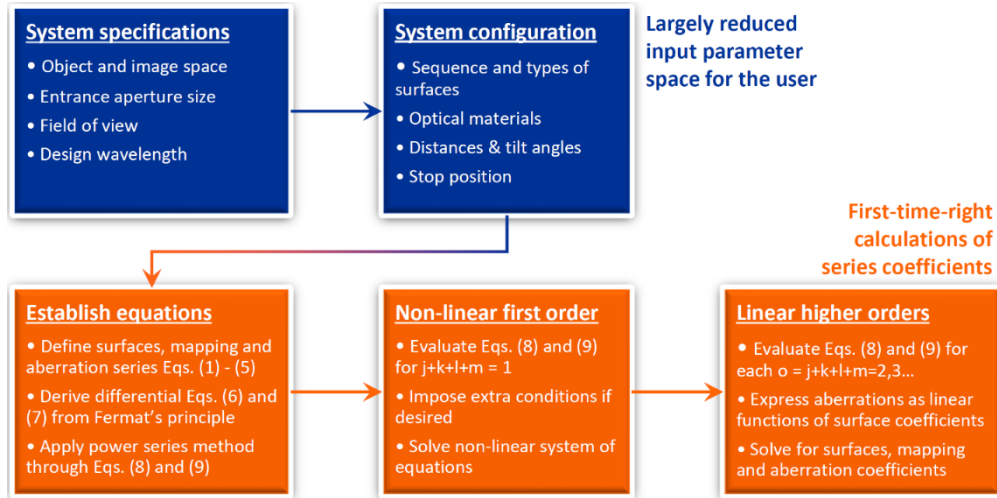 System specifications
• Object and image space
• Entrance aperture size
• Field of view
• Design wavelength
System configuration
• Sequence and types of
surfaces
• Optical materials
• Distances & tilt angles
• Stop position
Largely reduced
input parameter
space for the user
First-time-right
calculations of
series coefficients
Establish equations
• Define surfaces, mapping and
aberration series Eqs. (1) - (5)
• Derive differential Eqs. (6) and
(7) from Fermat's principle
• Apply power series method
through Eqs. (8) and (9)
Non-linear first order
• Evaluate Eqs. (8) and (9)
for j+k+l+m = 1
• Impose extra conditions if
desired
• Solve non-linear system of
equations
Linear higher orders
• Evaluate Eqs. (8) and (9) for
each o = j+k+l+m=2,3...
• Express aberrations as linear
functions of surface coefficients
• Solve for surfaces, mapping
and aberration coefficients